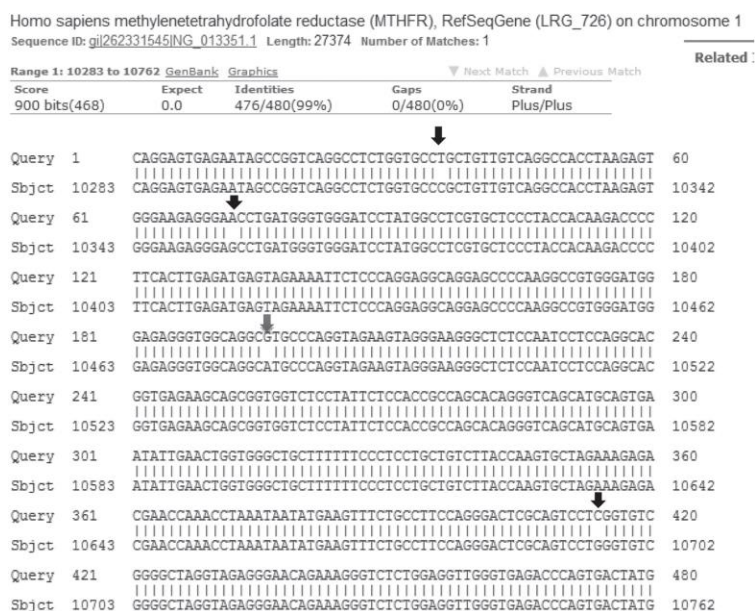 Homo sapiens methylenetetrahydrofolate reductase (MTHFR), RefSeqGene (LRG_726) on chromosome 1
Sequence ID: gi|262331545|NG_013351.1 Length: 27374 Number of Matches: 1
Related
Range 1: 10283 to 10762 GenBank Graphics ▼ Next Match ▲ Previous Match
Score Expect Identities Gaps Strand
900 bits(468) 0.0 476/480(99%) 0/480(0%) Plus/Plus
Query 1 CAGGAGTGAGAATAGCCGGTCAGGCCTCTGGTGCCTGCTGTTGTCAGGCCACCTAAGAGT 60
Sbjct 10283 CAGGAGTGAGAATAGCCGGTCAGGCCTCTGGTGCCCGCTGTTGTCAGGCCACCTAAGAGT 10342
Query 61 GGGAAGAGGGAACCTGATGGGTGGGATCCTATGGCCTCGTGCTCCCTACCACAAGACCCC 120
Sbjct 10343 GGGAAGAGGGAGCCTGATGGGTGGGATCCTATGGCCTCGTGCTCCCTACCACAAGACCCC 10402
Query 121 TTCACTTGAGATGAGTAGAAAATTCTCCCAGGAGGCAGGAGCCCCAAGGCCGTGGGATGG 180
Sbjct 10403 TTCACTTGAGATGAGTAGAAAATTCTCCCAGGAGGCAGGAGCCCCAAGGCCGTGGGATGG 10462
Query 181 GAGAGGGTGGCAGGCGTGCCCAGGTAGAAGTAGGGAAGGGCTCTCCAATCCTCCAGGCAC 240
Sbjct 10463 GAGAGGGTGGCAGGCATGCCCAGGTAGAAGTAGGGAAGGGCTCTCCAATCCTCCAGGCAC 10522
Query 241 GGTGAGAAGCAGCGGTGGTCTCCTATTCTCCACCGCCAGCACAGGGTCAGCATGCAGTGA 300
Sbjct 10523 GGTGAGAAGCAGCGGTGGTCTCCTATTCTCCACCGCCAGCACAGGGTCAGCATGCAGTGA 10582
Query 301 ATATTGAACTGGTGGGCTGCTTTTTTCCCTCCTGCTGTCTTACCAAGTGCTAGAAAGAGA 360
Sbjct 10583 ATATTGAACTGGTGGGCTGCTTTTTTCCCTCCTGCTGTCTTACCAAGTGCTAGAAAGAGA 10642
Query 361 CGAACCAAACCTAAATAATATGAAGTTTCTGCCTTCCAGGGACTCGCAGTCCTCGGTGTC 420
Sbjct 10643 CGAACCAAACCTAAATAATATGAAGTTTCTGCCTTCCAGGGACTCGCAGTCCTGGGTGTC 10702
Query 421 GGGGCTAGGTAGAGGGAACAGAAAGGGTCTCTGGAGGTTGGGTGAGACCCAGTGACTATG 480
Sbjct 10703 GGGGCTAGGTAGAGGGAACAGAAAGGGTCTCTGGAGGTTGGGTGAGACCCAGTGACTATG 10762